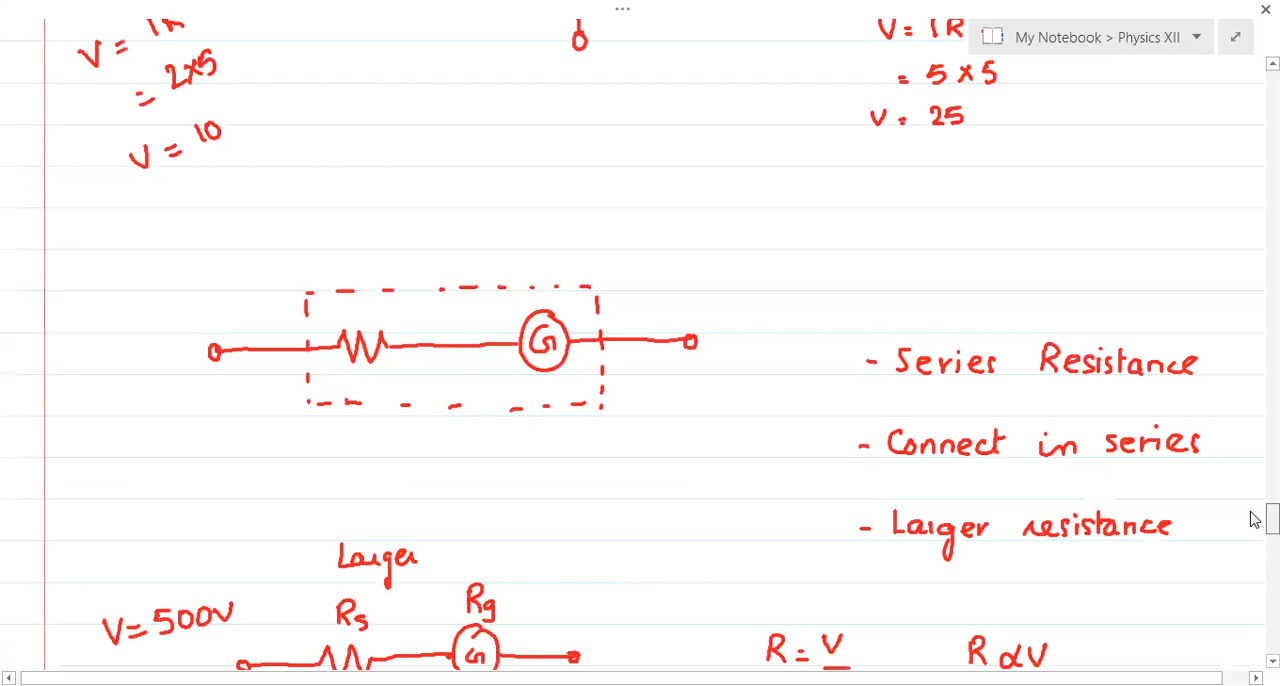 V = IR
= 2×5
V = 10
V = IR
= 5 × 5
V = 25
My Notebook > Physics XII
G
- Series Resistance
- Connect in series
- Larger resistance
Larger
V = 500V
Rs
Rg
G
R = V
R ∝ V